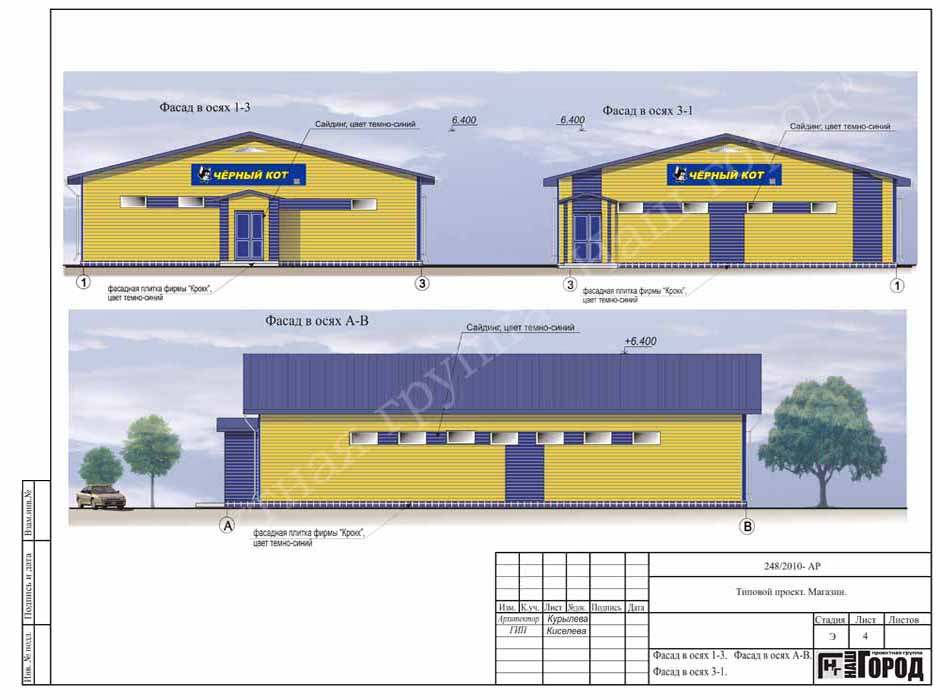 Фасад в осях 1-3
Сайдинг, цвет темно-синий
6.400
ЧЁРНЫЙ КОТ
1
3
фасадная плитка фирмы "Крокк",
цвет темно-синий
Фасад в осях 3-1
6.400
Сайдинг, цвет темно-синий
ЧЁРНЫЙ КОТ
3
1
фасадная плитка фирмы "Крокк",
цвет темно-синий
Фасад в осях А-В
Сайдинг, цвет темно-синий
+6.400
А
В
фасадная плитка фирмы "Крокк",
цвет темно-синий
Взам.инв.№
Подпись и дата
Инв. № подл.
248/2010- АР
Типовой проект. Магазин.
Изм. К.уч. Лист №док. Подпись Дата
Архитектор Курылева
ГИП Киселева
Стадия Лист Листов
Э 4
Фасад в осях 1-3. Фасад в осях А-В.
Фасад в осях 3-1.
проектная группа
НАШ ГОРОД